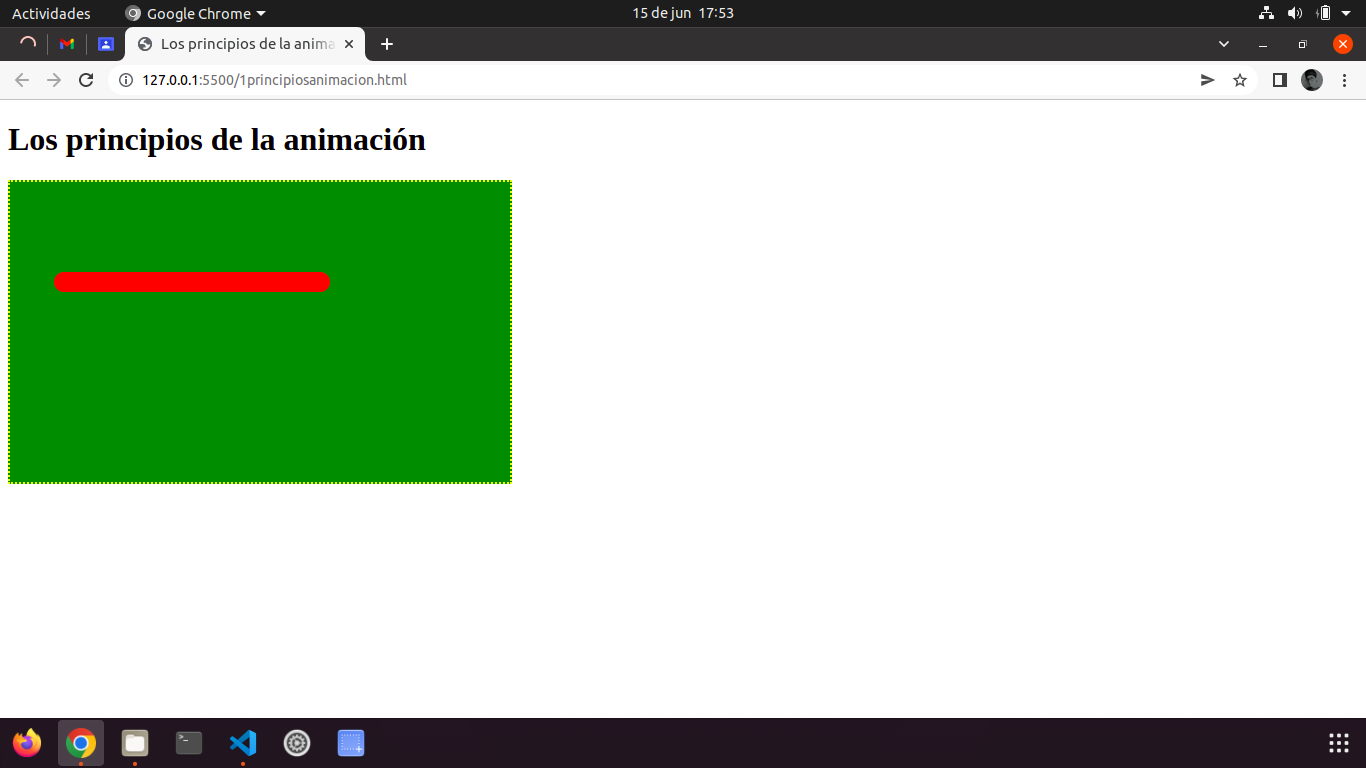 Actividades
Google Chrome
15 de jun 17:53
Los principios de la anima
127.0.0.1:5500/1principiosanimacion.html
Los principios de la animación